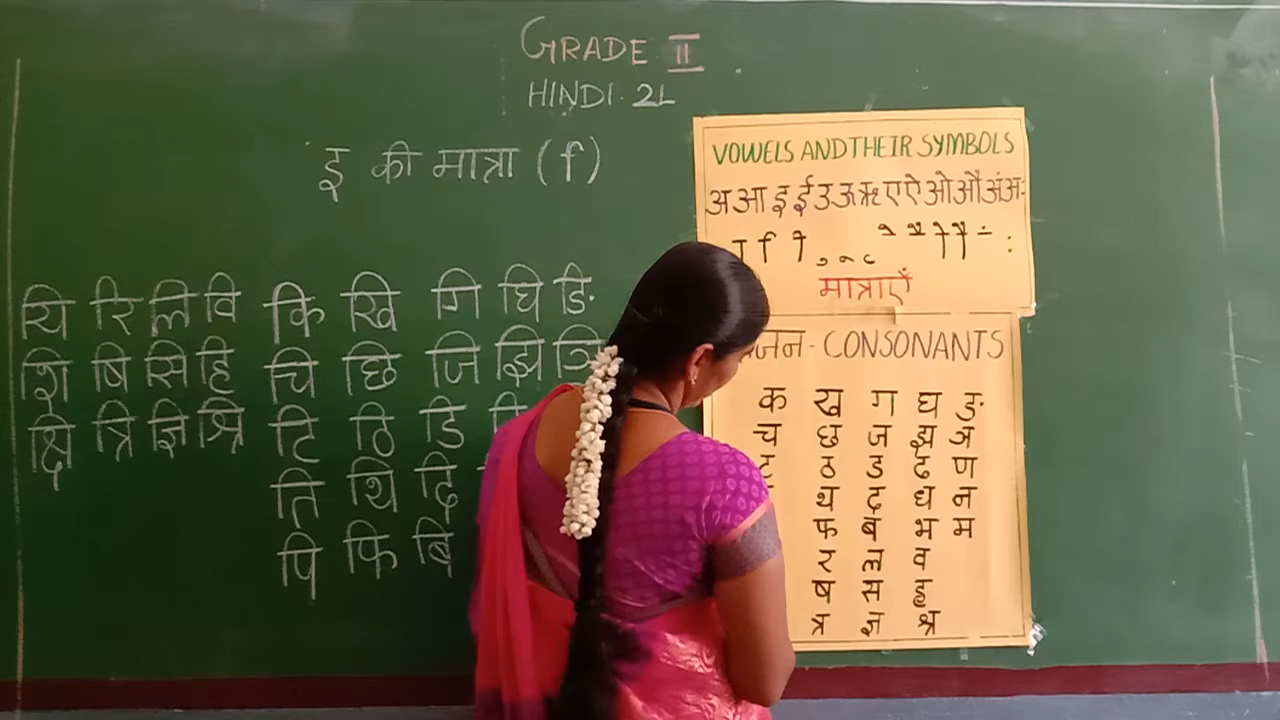 GRADE II
HINDI 2L
इ की मात्रा (ि)
यि रि लि वि
शि षि सि हि
क्षि त्रि ज्ञि श्रि
कि खि गि घि ङि
चि छि जि झि ञि
टि ठि डि
ति थि दि
पि फि बि
VOWELS AND THEIR SYMBOLS
अ आ इ ई उ ऊ ऋ ए ऐ ओ औ अं अः
ा ि ी ु ू ृ े ै ो ौ ं ः
मात्राएँ
CONSONANTS
क ख ग घ ङ
च छ ज झ ञ
ट ठ ड ढ ण
थ द ध न
फ ब भ म
र ल व
ष स ह
त्र ज्ञ श्र